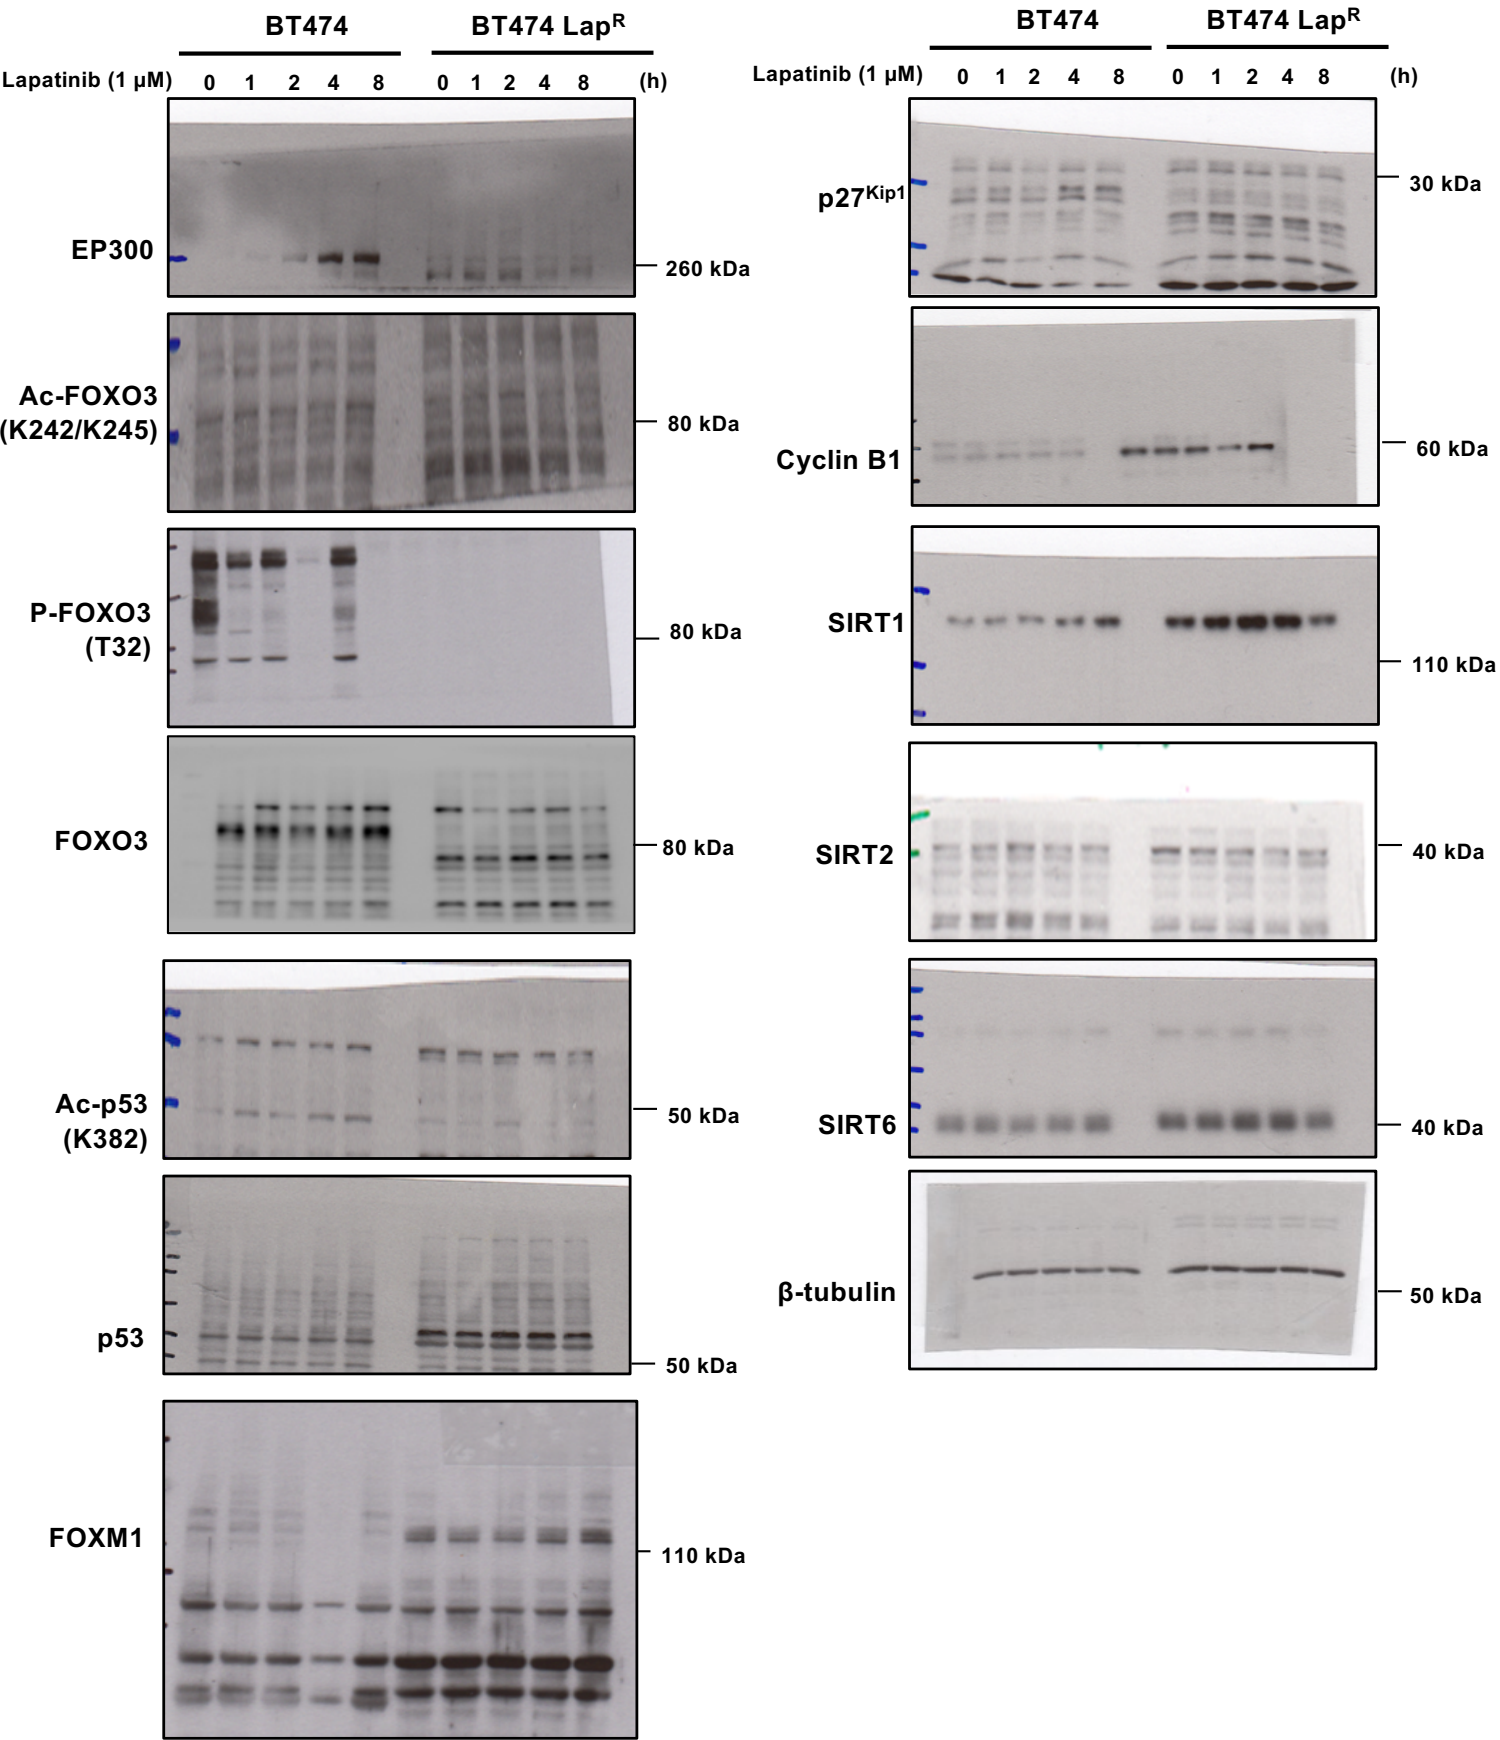 BT474 BT474 Lapᴿ
Lapatinib (1 μM) 0 1 2 4 8 0 1 2 4 8 (h)
EP300
260 kDa
Ac-FOXO3
(K242/K245)
80 kDa
P-FOXO3
(T32)
80 kDa
FOXO3
80 kDa
Ac-p53
(K382)
50 kDa
p53
50 kDa
FOXM1
110 kDa
BT474 BT474 Lapᴿ
Lapatinib (1 μM) 0 1 2 4 8 0 1 2 4 8 (h)
p27Kip1
30 kDa
Cyclin B1
60 kDa
SIRT1
110 kDa
SIRT2
40 kDa
SIRT6
40 kDa
β-tubulin
50 kDa